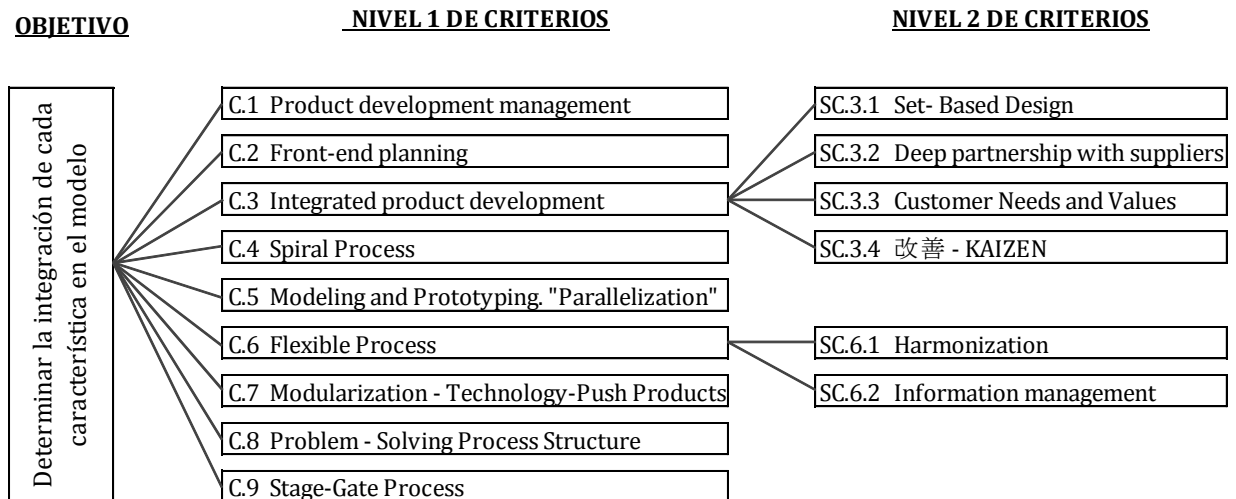 OBJETIVO
NIVEL 1 DE CRITERIOS
NIVEL 2 DE CRITERIOS
Determinar la integración de cada
característica en el modelo
C.1 Product development management
C.2 Front-end planning
C.3 Integrated product development
C.4 Spiral Process
C.5 Modeling and Prototyping. "Parallelization"
C.6 Flexible Process
C.7 Modularization - Technology-Push Products
C.8 Problem - Solving Process Structure
C.9 Stage-Gate Process
SC.3.1 Set- Based Design
SC.3.2 Deep partnership with suppliers
SC.3.3 Customer Needs and Values
SC.3.4 改善 - KAIZEN
SC.6.1 Harmonization
SC.6.2 Information management